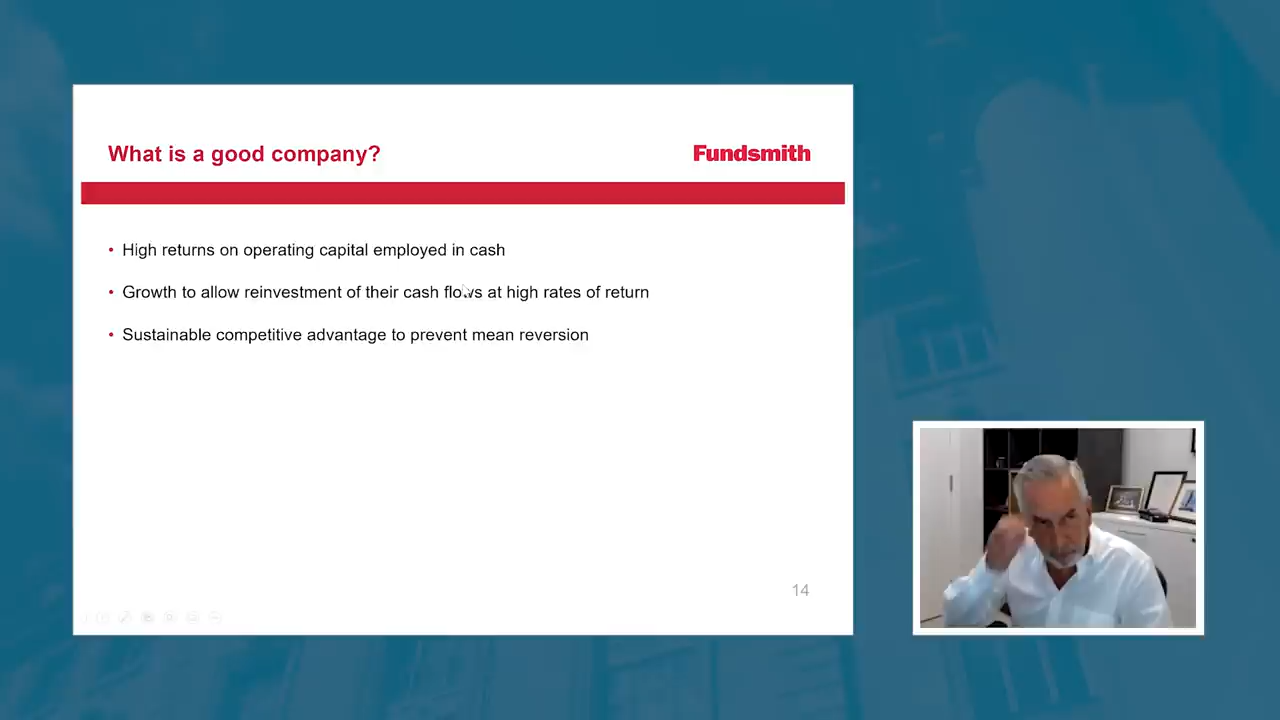 What is a good company?
Fundsmith
• High returns on operating capital employed in cash
• Growth to allow reinvestment of their cash flows at high rates of return
• Sustainable competitive advantage to prevent mean reversion
14